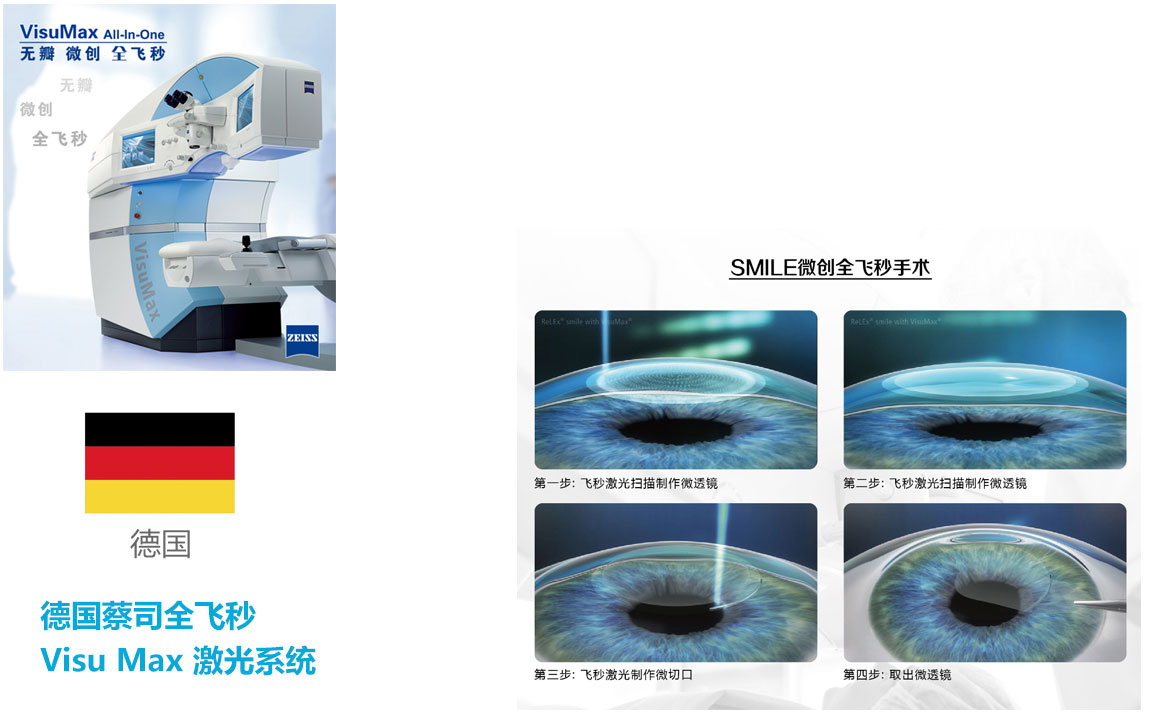 VisuMax All-In-One
无瓣 微创 全飞秒
无瓣
微创
全飞秒
ZEISS
VisuMax
ZEISS
德国
德国蔡司全飞秒
Visu Max 激光系统
SMILE微创全飞秒手术
ReLEx® smile with VisuMax®
ReLEx® smile with VisuMax®
第一步: 飞秒激光扫描制作微透镜
第二步: 飞秒激光扫描制作微透镜
第三步: 飞秒激光制作微切口
第四步: 取出微透镜